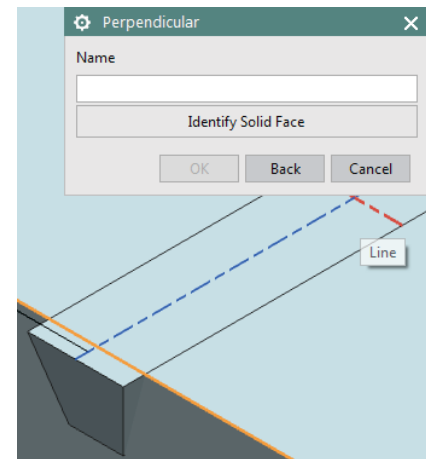 Perpendicular
Name
Identify Solid Face
OK Back Cancel
Line